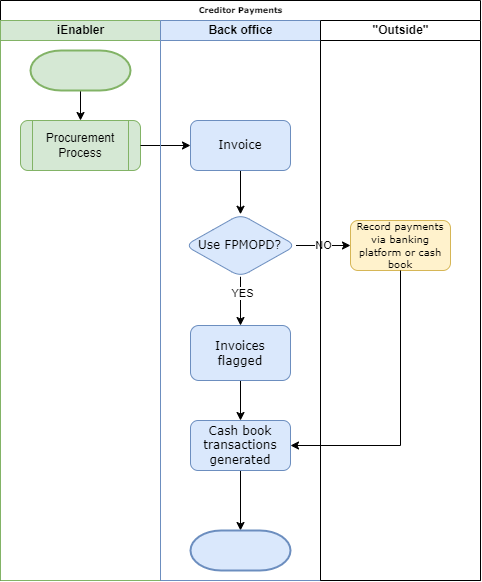 Creditor Payments
iEnabler
Back office
"Outside"
Procurement
Process
Invoice
Use FPMOPD?
NO
Record payments
via banking
platform or cash
book
YES
Invoices
flagged
Cash book
transactions
generated